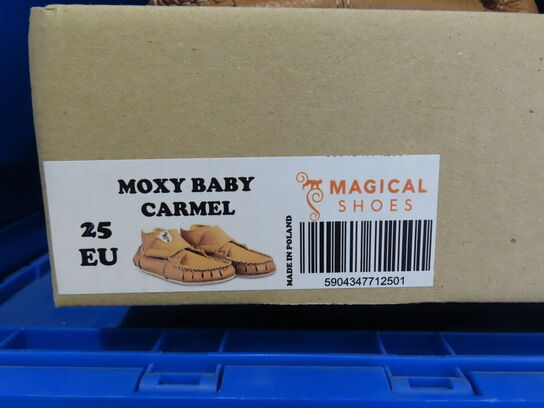 MOXY BABY
CARMEL
25
EU
MAGICAL
SHOES
MADE IN POLAND
5904347712501